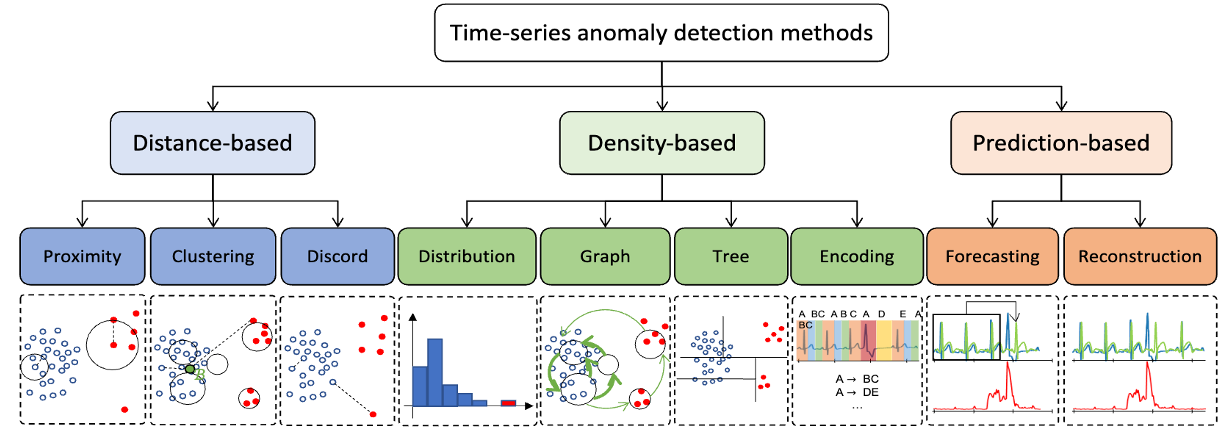 Time-series anomaly detection methods
Distance-based
Density-based
Prediction-based
Proximity
Clustering
Discord
Distribution
Graph
Tree
Encoding
Forecasting
Reconstruction
A BC A B C A D E A
BC
A → BC
A → DE
...